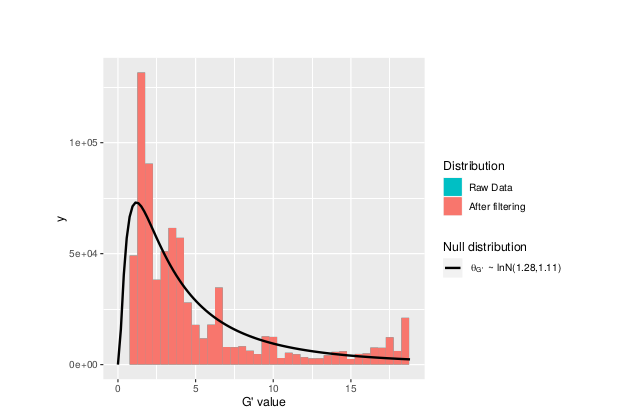 1e+05
5e+04
0e+00
y
0
5
10
15
G' value
Distribution
Raw Data
After filtering
Null distribution
θG' ~ lnN(1.28,1.11)